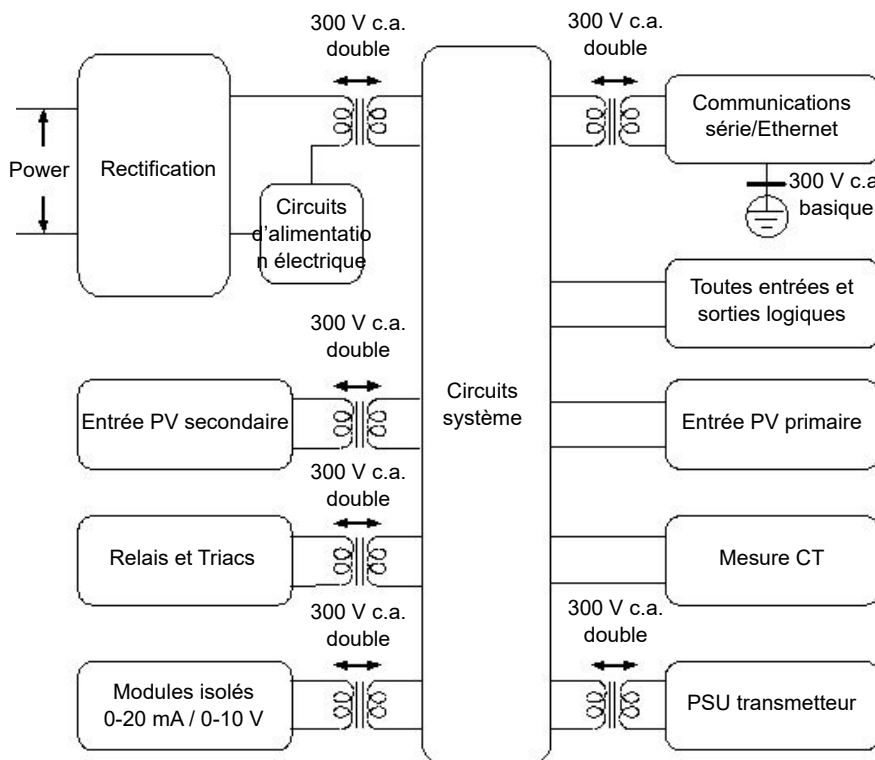 300 V c.a.
double
300 V c.a.
double
Communications
série/Ethernet
Power
Rectification
300 V c.a
basique
Circuits
d'alimentatio
n électrique
Toutes entrées et
sorties logiques
300 V c.a.
double
Circuits
système
Entrée PV secondaire
Entrée PV primaire
300 V c.a.
double
Relais et Triacs
Mesure CT
300 V c.a.
double
300 V c.a.
double
Modules isolés
0-20 mA / 0-10 V
PSU transmetteur